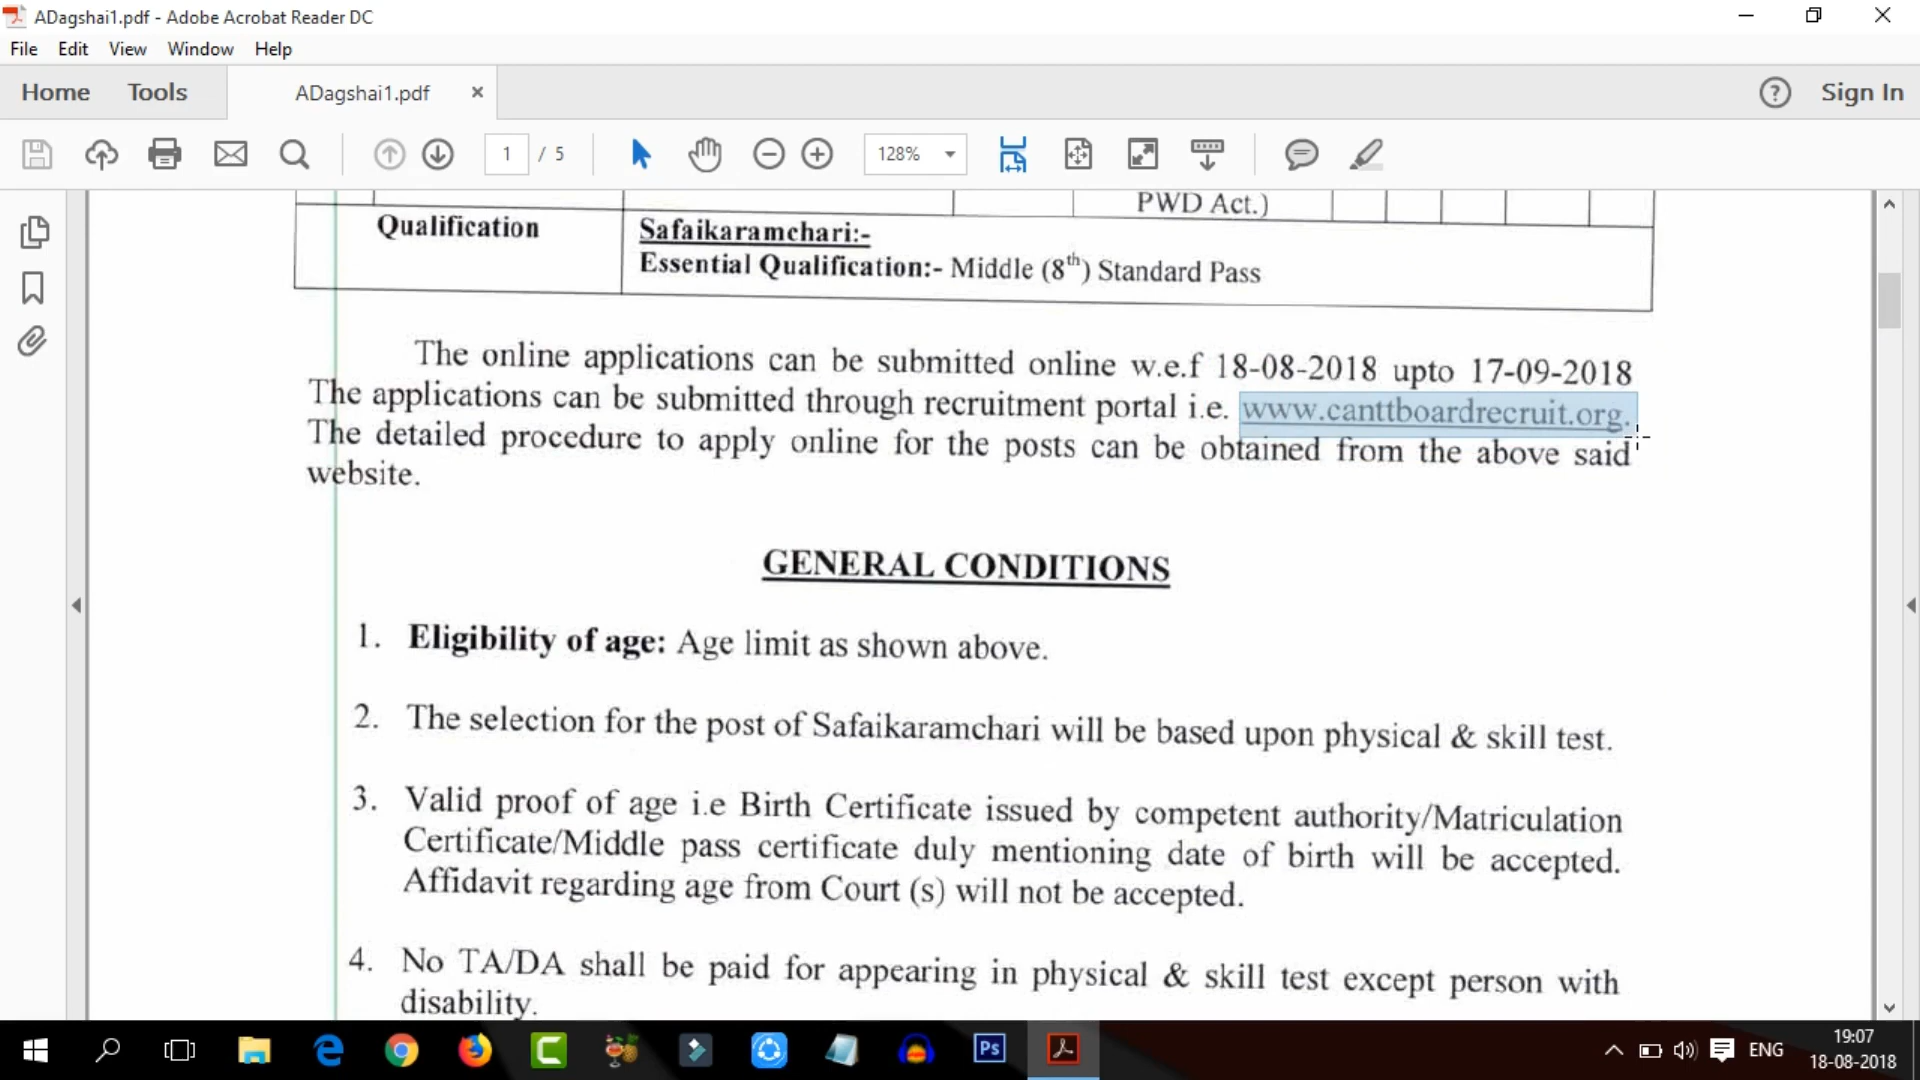 ADagshai1.pdf - Adobe Acrobat Reader DC
File Edit View Window Help
Home Tools ADagshai1.pdf × Sign In
1 / 5 128%
PWD Act.)
Qualification Safaikaramchari:-
Essential Qualification:- Middle (8th) Standard Pass
The online applications can be submitted online w.e.f 18-08-2018 upto 17-09-2018
The applications can be submitted through recruitment portal i.e. www.canttboardrecruit.org.
The detailed procedure to apply online for the posts can be obtained from the above said
website.
GENERAL CONDITIONS
1. Eligibility of age: Age limit as shown above.
2. The selection for the post of Safaikaramchari will be based upon physical & skill test.
3. Valid proof of age i.e Birth Certificate issued by competent authority/Matriculation
Certificate/Middle pass certificate duly mentioning date of birth will be accepted.
Affidavit regarding age from Court (s) will not be accepted.
4. No TA/DA shall be paid for appearing in physical & skill test except person with
disability.
Ps ENG 19:07
18-08-2018